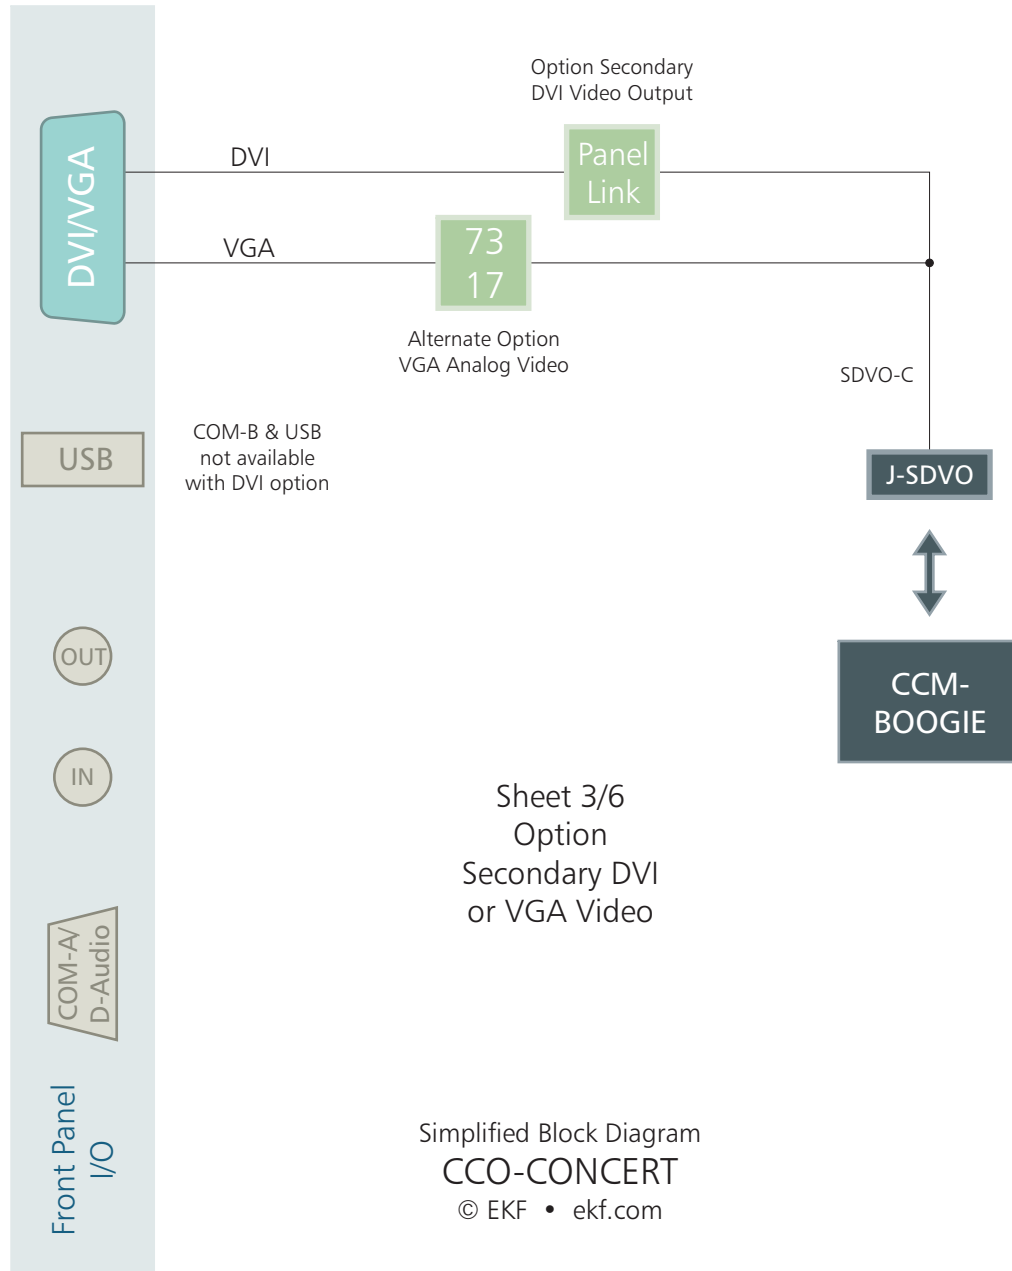 Option Secondary
DVI Video Output
DVI/VGA
DVI
Panel
Link
VGA
73
17
Alternate Option
VGA Analog Video
SDVO-C
USB
COM-B & USB
not available
with DVI option
J-SDVO
OUT
CCM-
BOOGIE
IN
Sheet 3/6
Option
Secondary DVI
or VGA Video
COM-A/
D-Audio
Front Panel
I/O
Simplified Block Diagram
CCO-CONCERT
© EKF • ekf.com